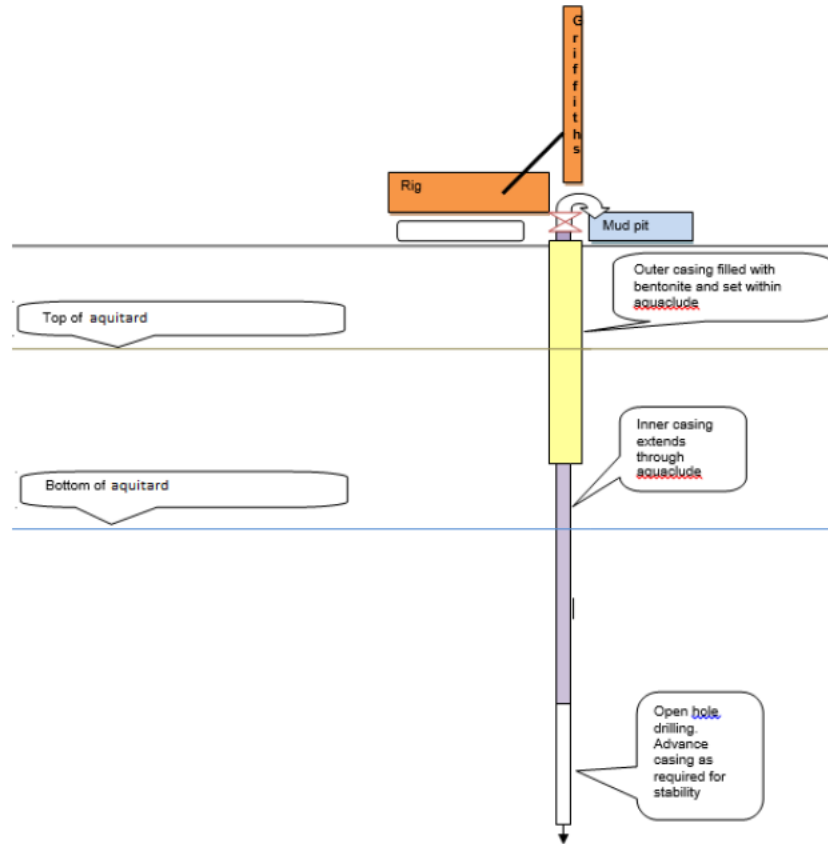 Griffiths
Rig
Mud pit
Outer casing filled with
bentonite and set within
aquaclude
Top of aquitard
Inner casing
extends
through
aquaclude
Bottom of aquitard
Open hole
drilling.
Advance
casing as
required for
stability